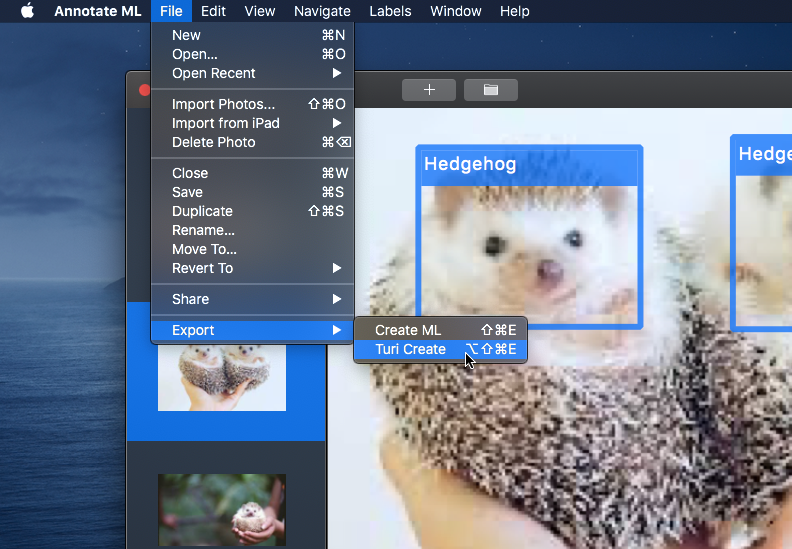 Annotate ML File Edit View Navigate Labels Window Help
New ⌘N
Open... ⌘O
Open Recent ▶
Import Photos... ⇧⌘O
Import from iPad ▶
Delete Photo ⌘⌫
Close ⌘W
Save ⌘S
Duplicate ⇧⌘S
Rename...
Move To...
Revert To ▶
Share ▶
Export ▶
Create ML ⇧⌘E
Turi Create ⌥⇧⌘E
Hedgehog
Hedge